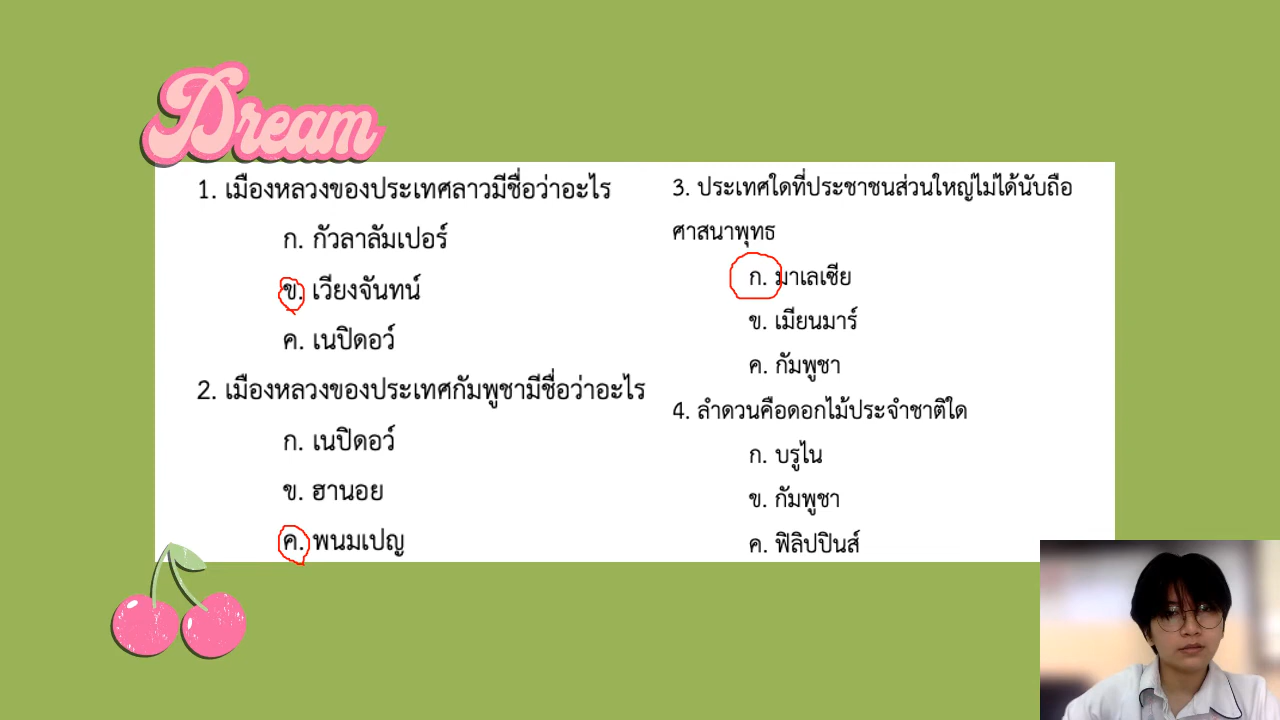 Dream
1. เมืองหลวงของประเทศลาวมีชื่อว่าอะไร
ก. กัวลาลัมเปอร์
ข. เวียงจันทน์
ค. เนปิดอว์
2. เมืองหลวงของประเทศกัมพูชามีชื่อว่าอะไร
ก. เนปิดอว์
ข. ฮานอย
ค. พนมเปญ
3. ประเทศใดที่ประชาชนส่วนใหญ่ไม่ได้นับถือ
ศาสนาพุทธ
ก. มาเลเซีย
ข. เมียนมาร์
ค. กัมพูชา
4. ลำดวนคือดอกไม้ประจำชาติใด
ก. บรูไน
ข. กัมพูชา
ค. ฟิลิปปินส์